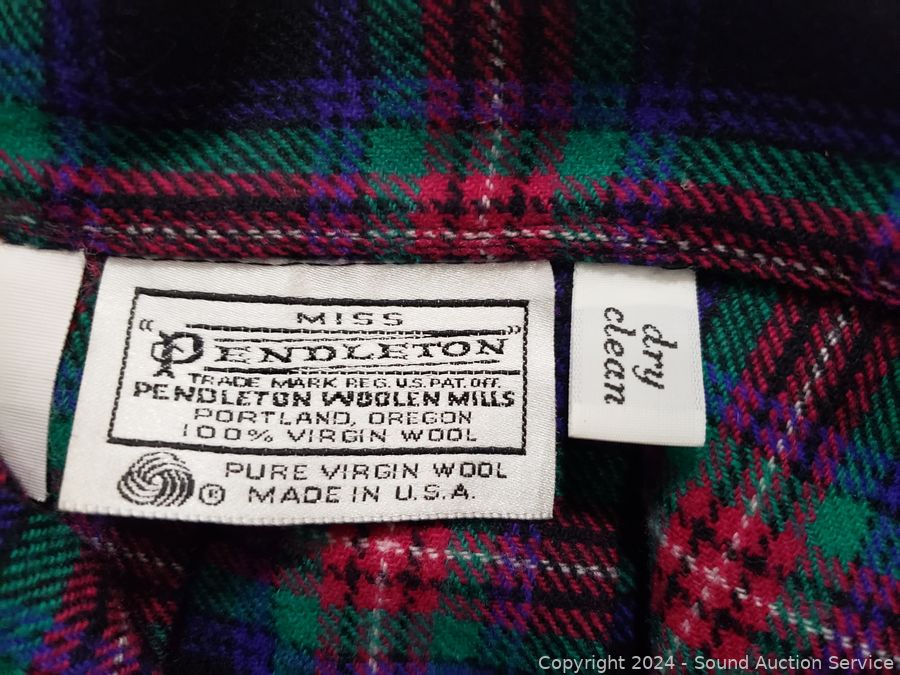 MISS
"PENDLETON"
TRADE MARK REG. U.S. PAT. OFF.
PENDLETON WOOLEN MILLS
PORTLAND, OREGON
100% VIRGIN WOOL
PURE VIRGIN WOOL
® MADE IN U.S.A.
dry
clean
Copyright 2024 - Sound Auction Service